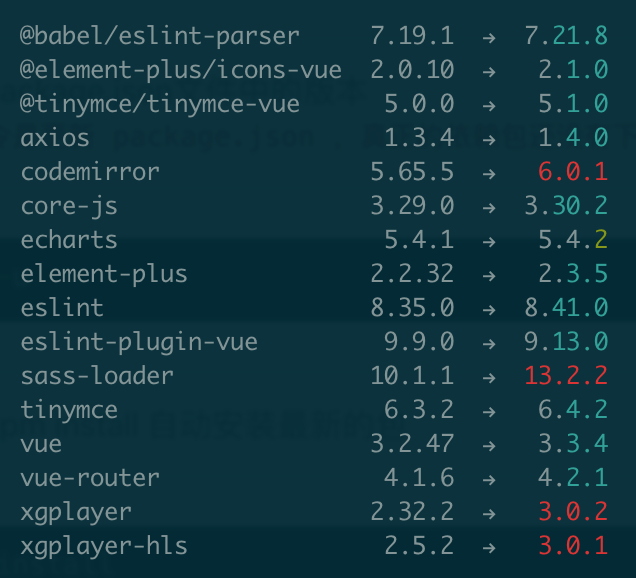 @babel/eslint-parser 7.19.1 → 7.21.8
@element-plus/icons-vue 2.0.10 → 2.1.0
@tinymce/tinymce-vue 5.0.0 → 5.1.0
axios 1.3.4 → 1.4.0
codemirror 5.65.5 → 6.0.1
core-js 3.29.0 → 3.30.2
echarts 5.4.1 → 5.4.2
element-plus 2.2.32 → 2.3.5
eslint 8.35.0 → 8.41.0
eslint-plugin-vue 9.9.0 → 9.13.0
sass-loader 10.1.1 → 13.2.2
tinymce 6.3.2 → 6.4.2
vue 3.2.47 → 3.3.4
vue-router 4.1.6 → 4.2.1
xgplayer 2.32.2 → 3.0.2
xgplayer-hls 2.5.2 → 3.0.1